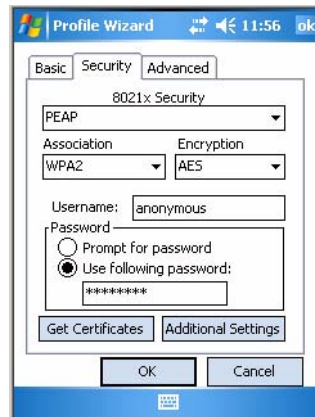 Profile Wizard 11:56 ok
Basic Security Advanced
8021x Security
PEAP
Association Encryption
WPA2 AES
Username: anonymous
Password
Prompt for password
Use following password:
********
Get Certificates Additional Settings
OK Cancel